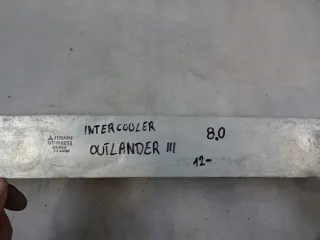 INTERCOOLER
8.0
OUTLANDER III
12-